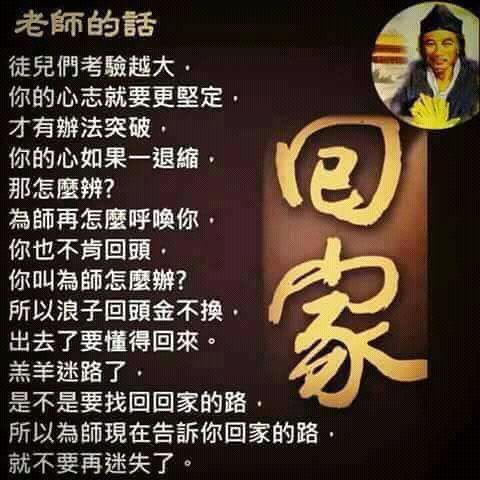 老師的話
徒兒們考驗越大，
你的心志就要更堅定，
才有辦法突破，
你的心如果一退縮，
那怎麼辨?
為師再怎麼呼喚你，
你也不肯回頭，
你叫為師怎麼辦?
所以浪子回頭金不換，
出去了要懂得回來。
羔羊迷路了，
是不是要找回回家的路，
所以為師現在告訴你回家的路，
就不要再迷失了。
回家